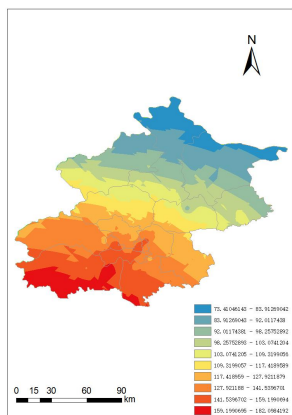 N
73.41046143 - 83.91269042
83.91269043 - 92.0117438
92.01174381 - 98.25752892
98.25752893 - 103.0741204
103.0741205 - 109.3199056
109.3199057 - 117.4189589
117.418959 - 127.9211879
127.921188 - 141.5396701
141.5396702 - 159.1990694
159.1990695 - 182.0984192
0 15 30 60 90
km